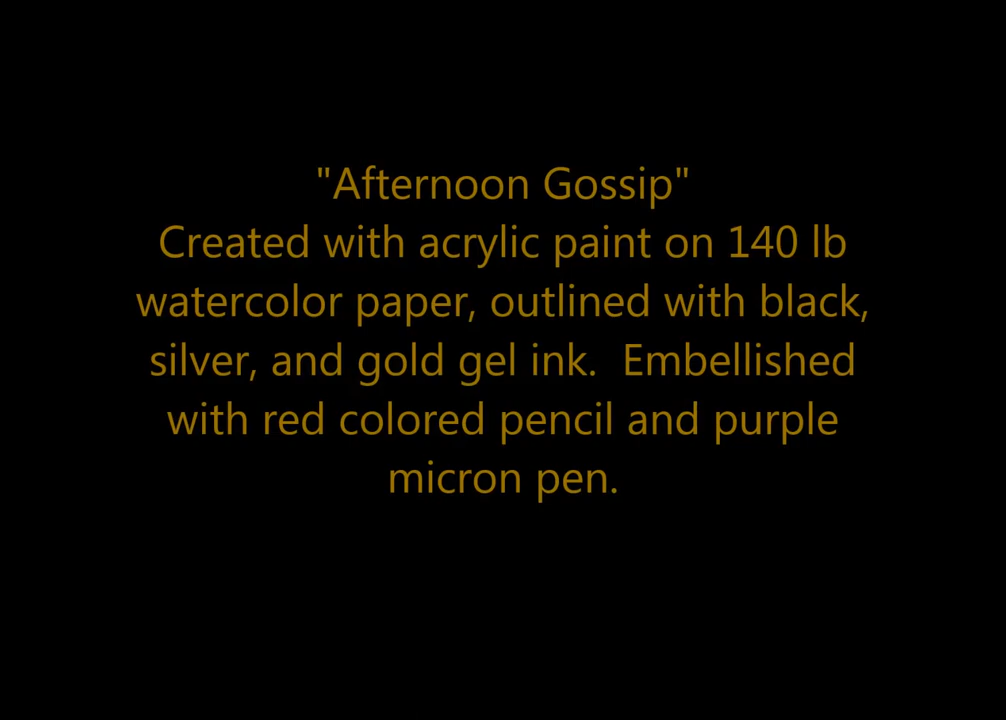 "Afternoon Gossip"
Created with acrylic paint on 140 lb
watercolor paper, outlined with black,
silver, and gold gel ink.  Embellished
with red colored pencil and purple
micron pen.